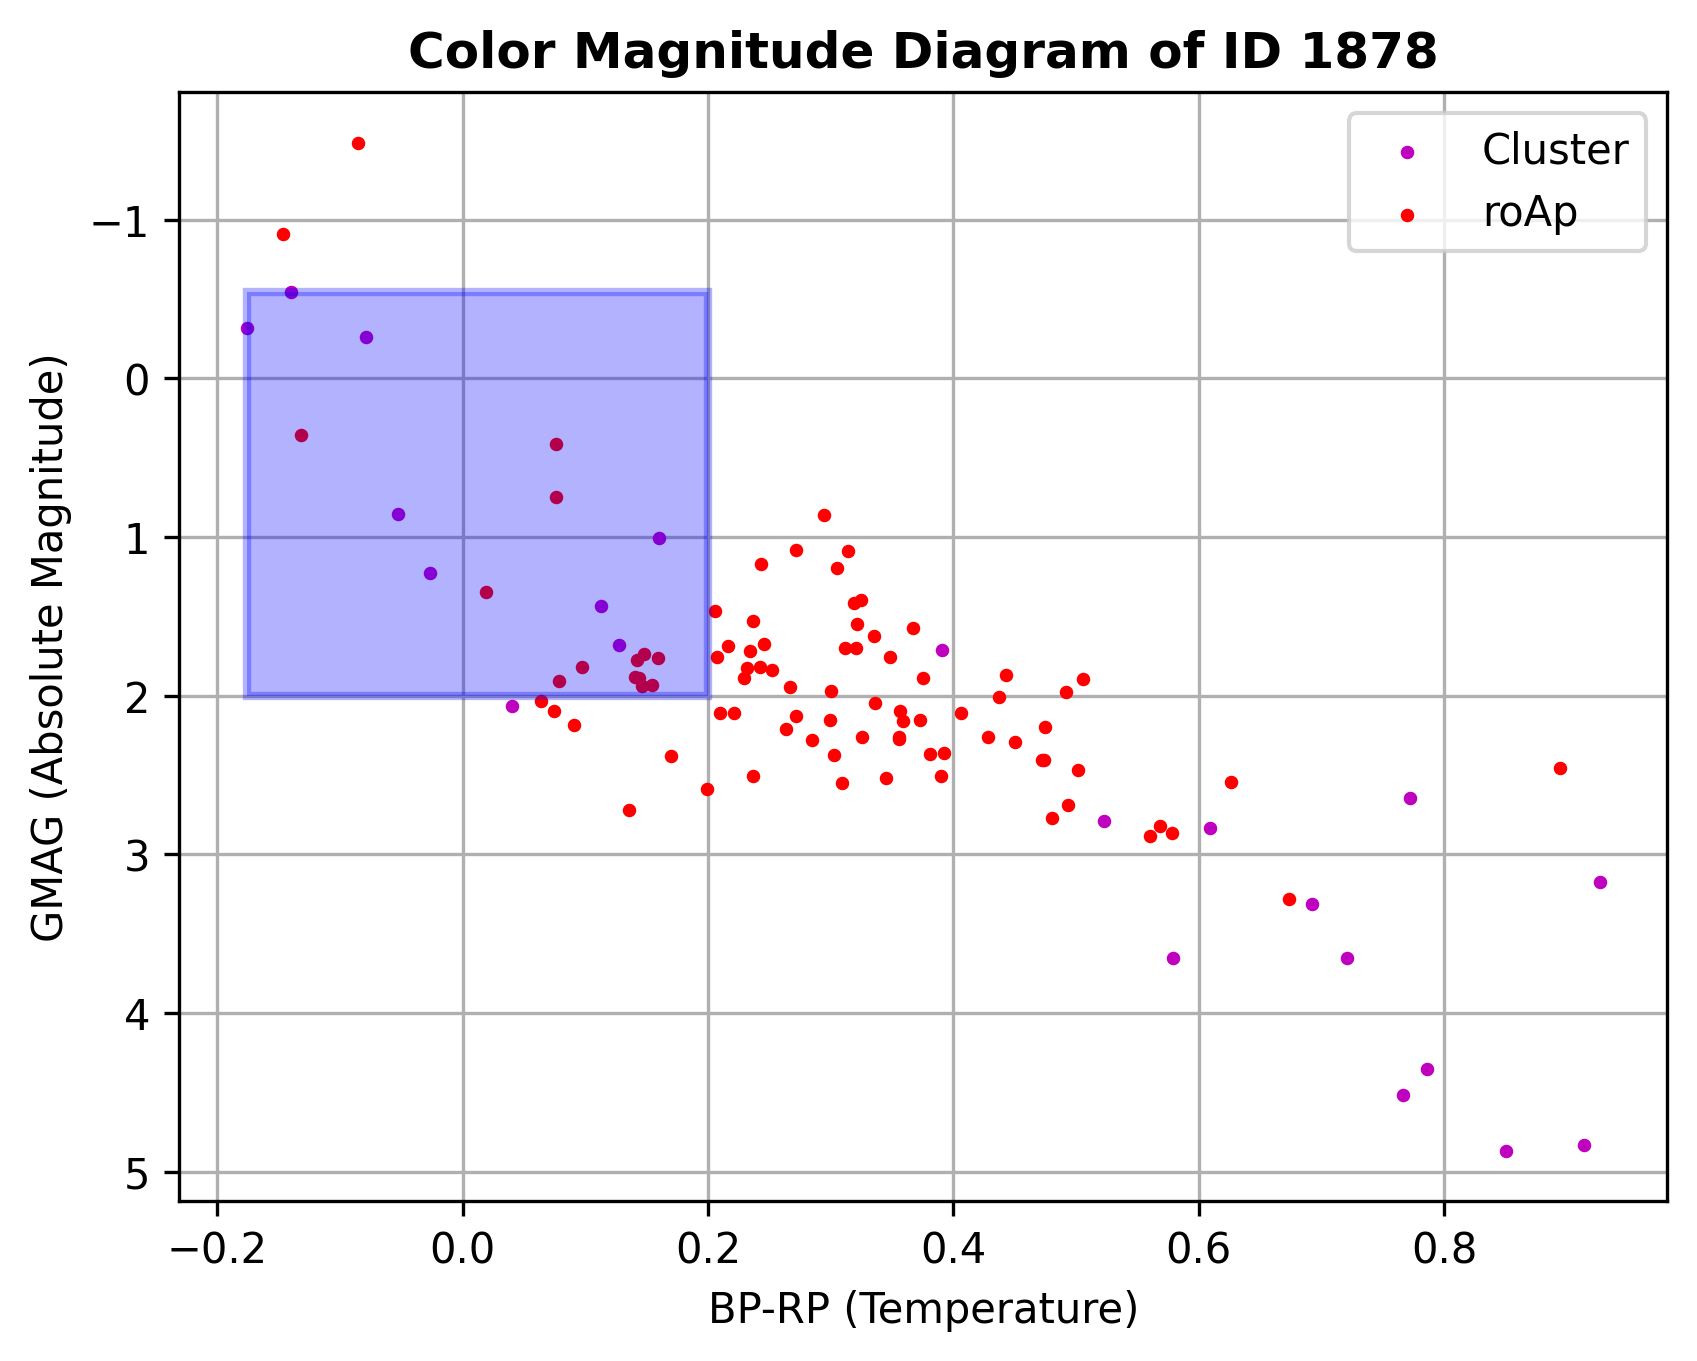 Color Magnitude Diagram of ID 1878
Cluster
roAp
−1
0
1
2
3
4
5
GMAG (Absolute Magnitude)
−0.2 0.0 0.2 0.4 0.6 0.8
BP-RP (Temperature)